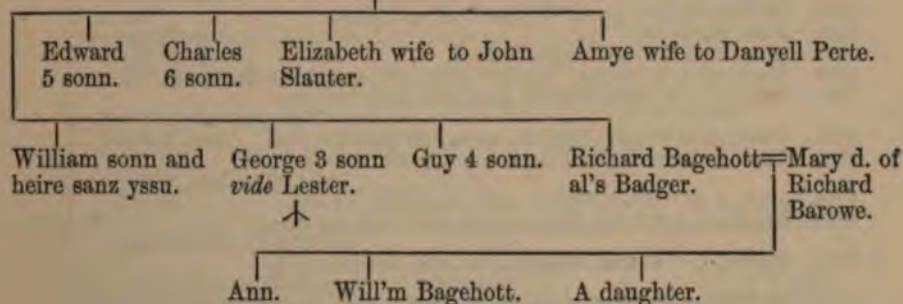 Edward 5 sonn.
Charles 6 sonn.
Elizabeth wife to John
Slauter.
Amye wife to Danyell Perte.
William sonn and
heire sanz yssu.
George 3 sonn
vide Lester.
Guy 4 sonn.
Richard Bagehott
al's Badger.
Mary d. of
Richard
Barowe.
Ann.
Will'm Bagehott.
A daughter.